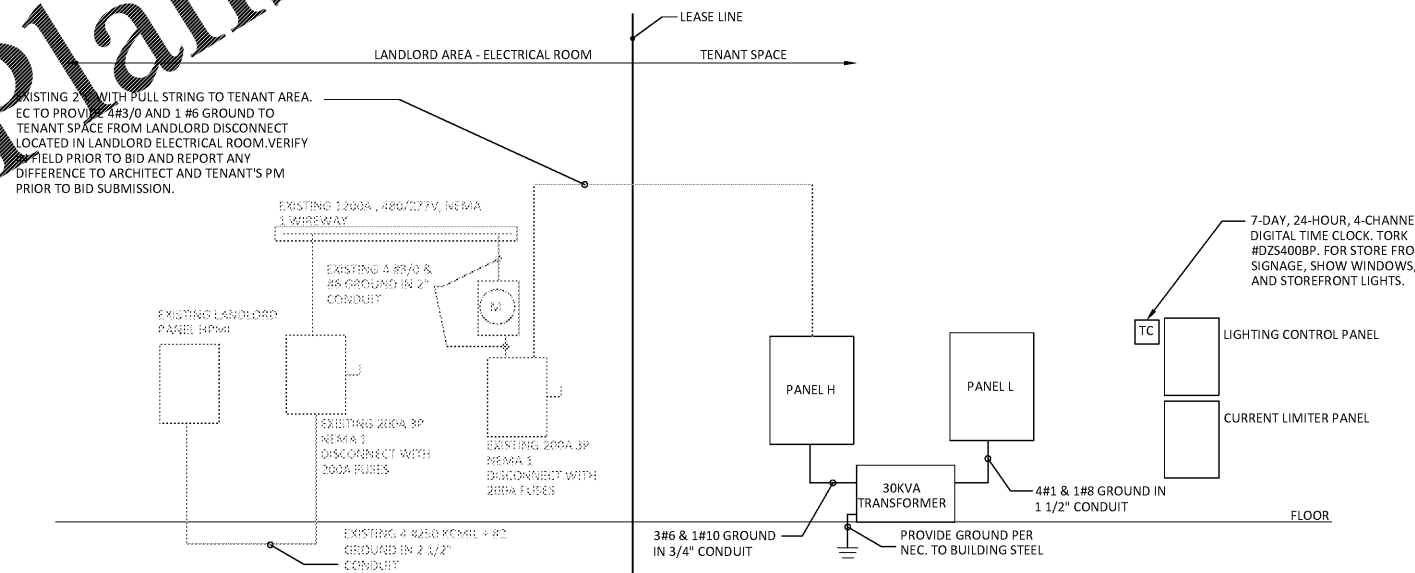 Plan
LEASE LINE
LANDLORD AREA - ELECTRICAL ROOM
TENANT SPACE
EXISTING 2" WITH PULL STRING TO TENANT AREA.
EC TO PROVIDE 4#3/0 AND 1 #6 GROUND TO
TENANT SPACE FROM LANDLORD DISCONNECT
LOCATED IN LANDLORD ELECTRICAL ROOM.VERIFY
IN FIELD PRIOR TO BID AND REPORT ANY
DIFFERENCE TO ARCHITECT AND TENANT'S PM
PRIOR TO BID SUBMISSION.
EXISTING 1200A , 480/277V, NEMA
1 WIREWAY
EXISTING 4 #3/0 &
#6 GROUND IN 2"
CONDUIT
M
EXISTING LANDLORD
PANEL HPMI
EXISTING 200A 3P
NEMA 1
DISCONNECT WITH
200A FUSES
EXISTING 200A 3P
NEMA 1
DISCONNECT WITH
200A FUSES
EXISTING 4 #250 KCMIL + #2
GROUND IN 2 1/2"
CONDUIT
7-DAY, 24-HOUR, 4-CHANNE
DIGITAL TIME CLOCK. TORK
#DZS400BP. FOR STORE FRO
SIGNAGE, SHOW WINDOWS,
AND STOREFRONT LIGHTS.
TC
LIGHTING CONTROL PANEL
CURRENT LIMITER PANEL
PANEL H
PANEL L
30KVA
TRANSFORMER
4#1 & 1#8 GROUND IN
1 1/2" CONDUIT
3#6 & 1#10 GROUND
IN 3/4" CONDUIT
PROVIDE GROUND PER
NEC. TO BUILDING STEEL
FLOOR